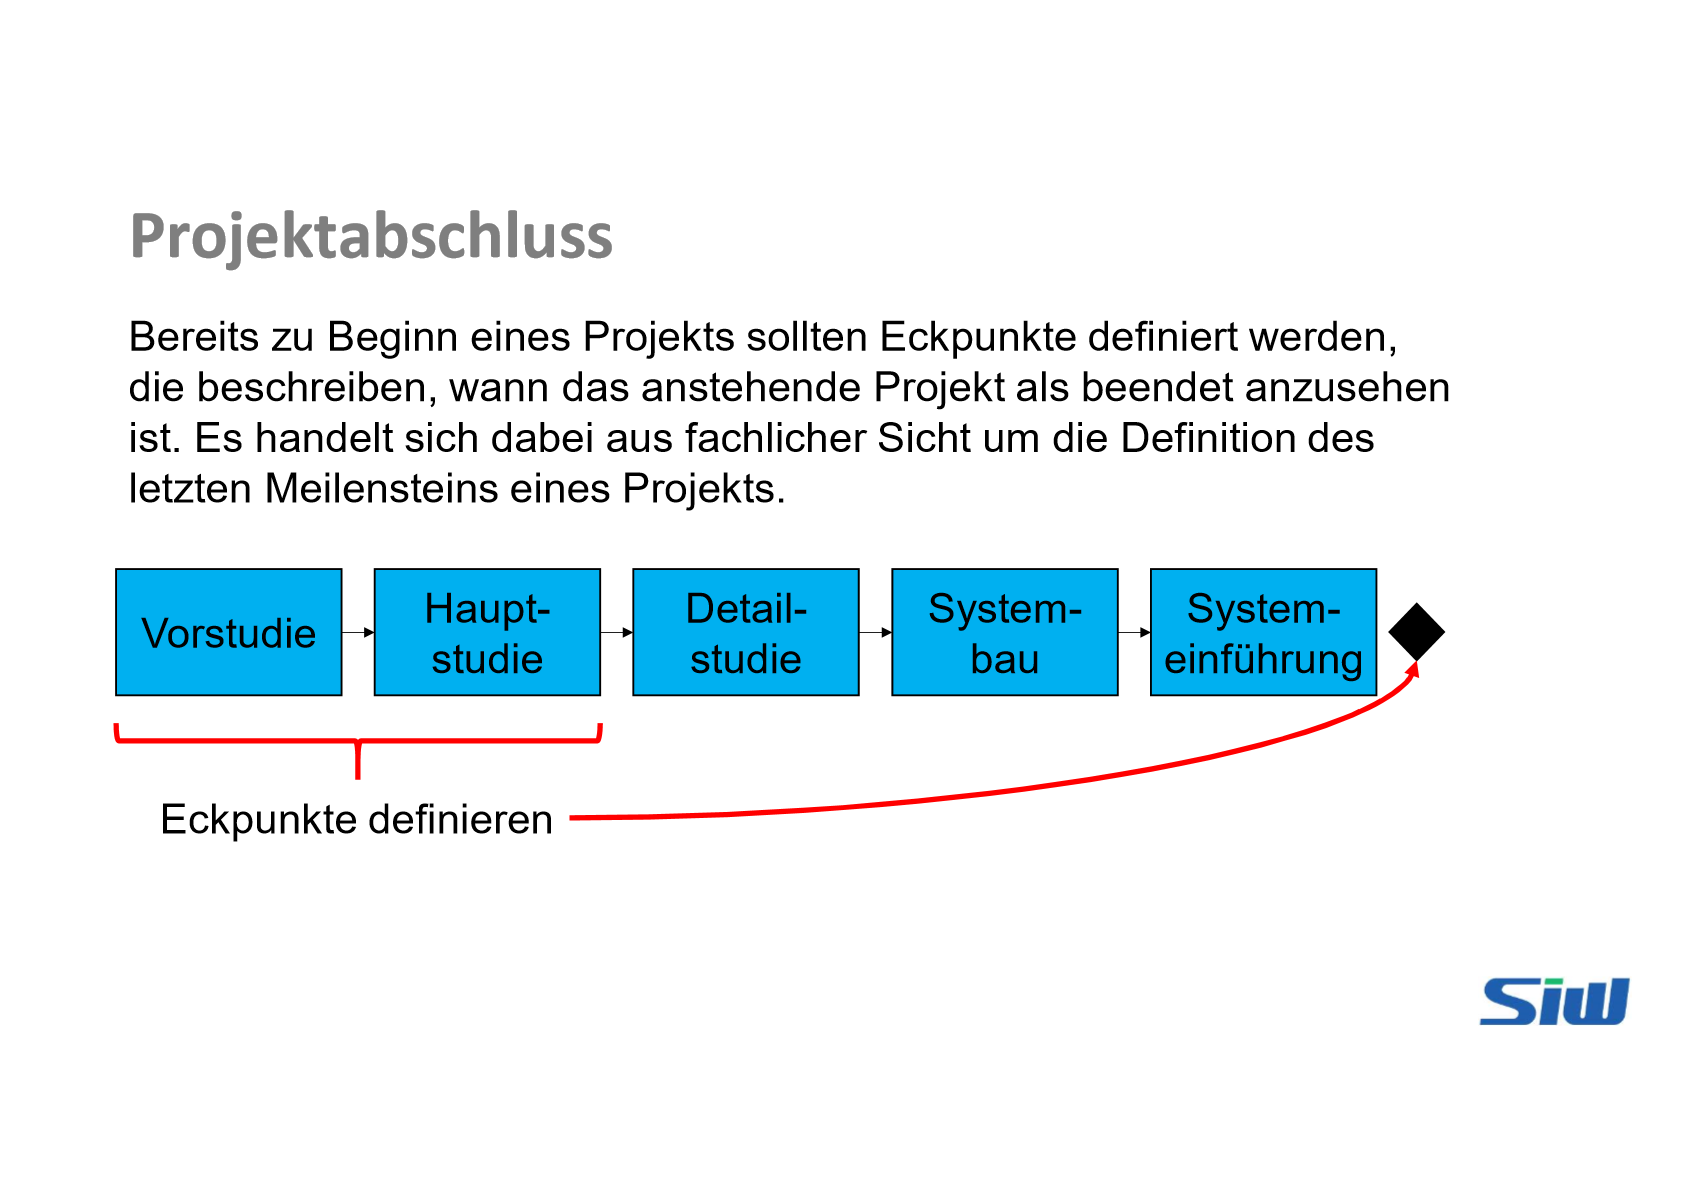 Projektabschluss
Bereits zu Beginn eines Projekts sollten Eckpunkte definiert werden,
die beschreiben, wann das anstehende Projekt als beendet anzusehen
ist. Es handelt sich dabei aus fachlicher Sicht um die Definition des
letzten Meilensteins eines Projekts.
Vorstudie
Haupt-
studie
Detail-
studie
System-
bau
System-
einführung
Eckpunkte definieren
Siw